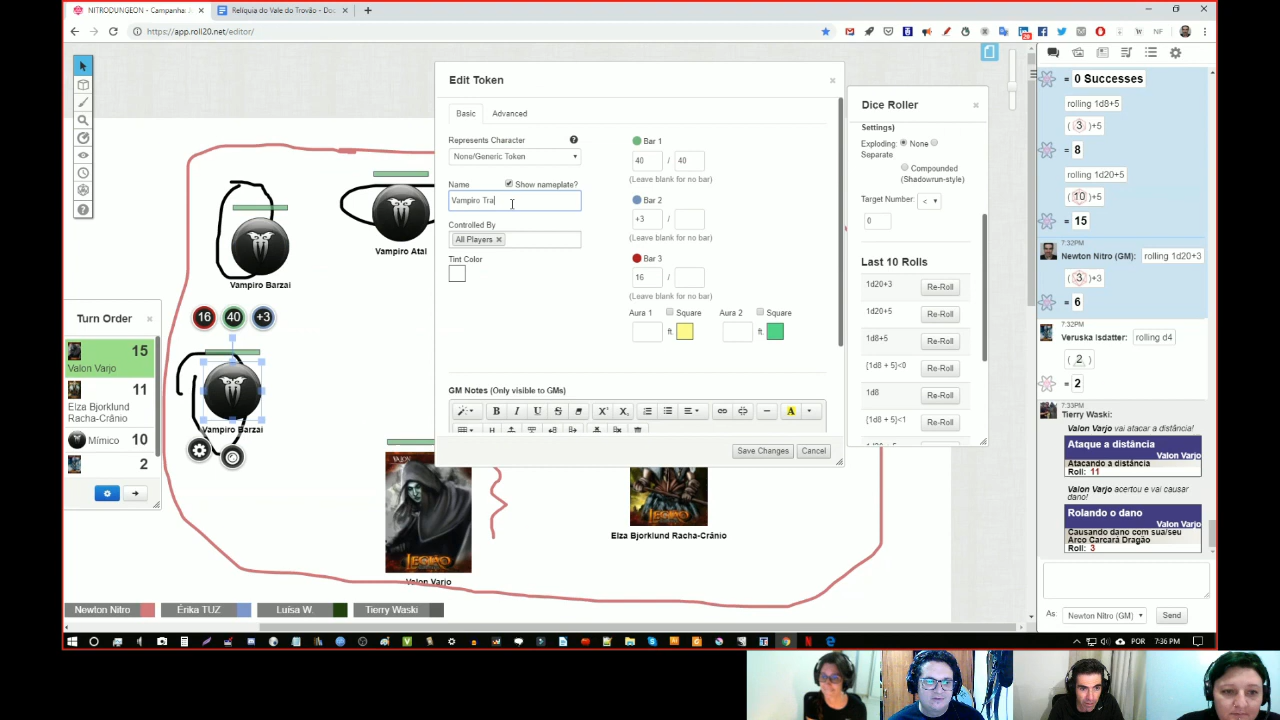 NITRODUNGEON - Campanha:
Relíquia do Vale do Trovão - Doc
https://app.roll20.net/editor/
Vampiro Barzai
Vampiro Atal
16
40
+3
Vampiro Barzai
Turn Order
Valon Varjo
15
Elza Bjorklund
Racha-Crânio
11
Mímico
10
2
VALON
LEGIÃO
Valon Varjo
LEGIÃO
Elza Bjorklund Racha-Crânio
Newton Nitro
Érika TUZ
Luísa W.
Tierry Waski
Edit Token
Basic
Advanced
Represents Character
None/Generic Token
Name
Show nameplate?
Vampiro Tra
Controlled By
All Players
Tint Color
Bar 1
40 / 40
(Leave blank for no bar)
Bar 2
+3 /
(Leave blank for no bar)
Bar 3
16 /
(Leave blank for no bar)
Aura 1
Square
Aura 2
Square
ft.
ft.
GM Notes (Only visible to GMs)
Save Changes
Cancel
Dice Roller
Settings)
Exploding:
None
Separate
Compounded
(Shadowrun-style)
Target Number:
<
0
Last 10 Rolls
1d20+3
Re-Roll
1d20+5
Re-Roll
1d8+5
Re-Roll
{1d8 + 5}<0
Re-Roll
1d8
Re-Roll
{1d8 + 5}<1
Re-Roll
= 0 Successes
rolling 1d8+5
(3)+5
= 8
rolling 1d20+5
(10)+5
= 15
7:32PM
Newton Nitro (GM):
rolling 1d20+3
(3)+3
= 6
7:32PM
Veruska Isdatter:
rolling d4
(2)
= 2
7:33PM
Tierry Waski:
Valon Varjo vai atacar a distância!
Ataque a distância
Valon Varjo
Atacando a distância
Roll: 11
Valon Varjo acertou e vai causar
dano!
Rolando o dano
Valon Varjo
Causando dano com sua/seu
Arco Carcará Dragão
Roll: 3
As:
Newton Nitro (GM)
Send
POR
7:36 PM